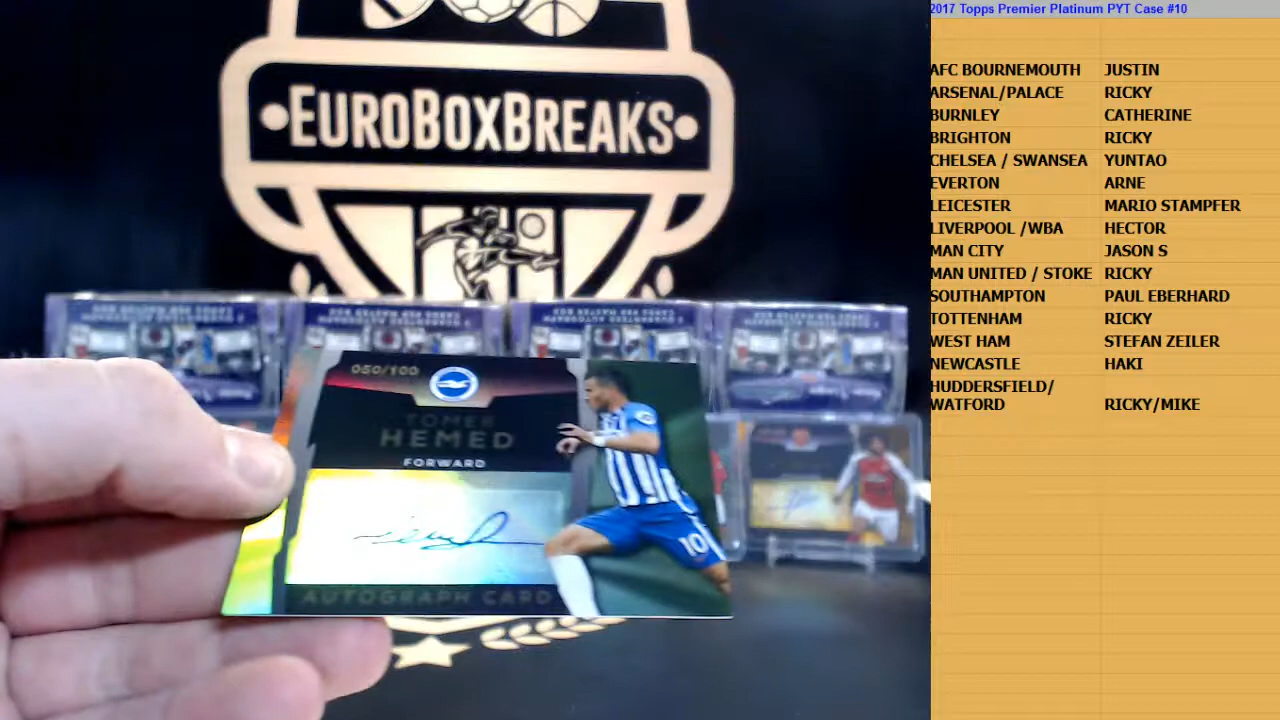 EUROBOXBREAKS
050/100
TOMER
HEMED
FORWARD
AUTOGRAPH CARD
10
2017 Topps Premier Platinum PYT Case #10
AFC BOURNEMOUTH JUSTIN
ARSENAL/PALACE RICKY
BURNLEY CATHERINE
BRIGHTON RICKY
CHELSEA / SWANSEA YUNTAO
EVERTON ARNE
LEICESTER MARIO STAMPFER
LIVERPOOL /WBA HECTOR
MAN CITY JASON S
MAN UNITED / STOKE RICKY
SOUTHAMPTON PAUL EBERHARD
TOTTENHAM RICKY
WEST HAM STEFAN ZEILER
NEWCASTLE HAKI
HUDDERSFIELD/
WATFORD RICKY/MIKE